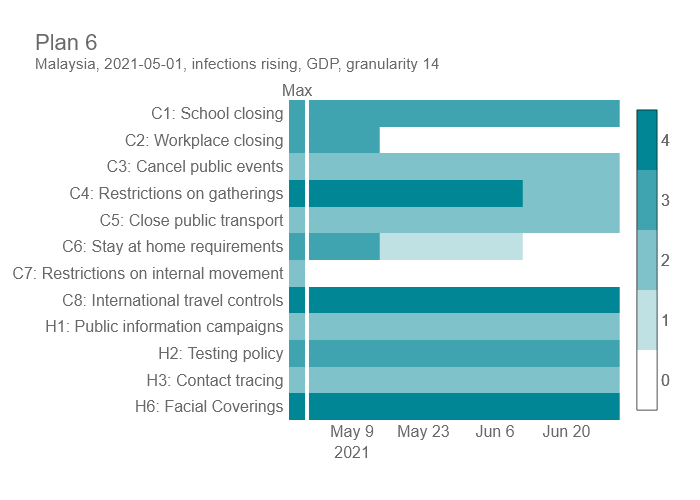 Plan 6
Malaysia, 2021-05-01, infections rising, GDP, granularity 14
Max
C1: School closing
C2: Workplace closing
C3: Cancel public events
C4: Restrictions on gatherings
C5: Close public transport
C6: Stay at home requirements
C7: Restrictions on internal movement
C8: International travel controls
H1: Public information campaigns
H2: Testing policy
H3: Contact tracing
H6: Facial Coverings
4
3
2
1
0
May 9 May 23 Jun 6 Jun 20
2021